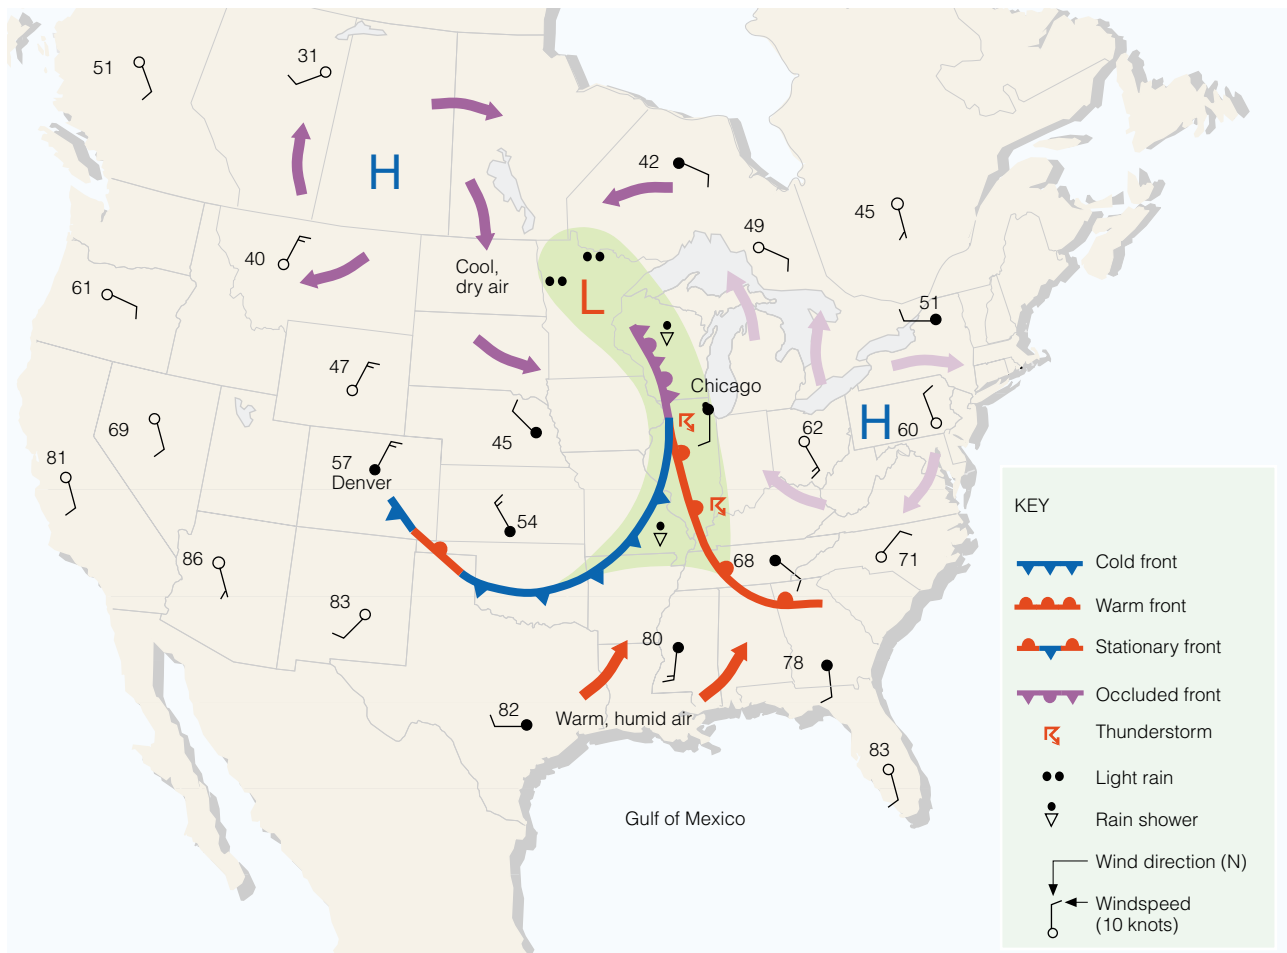 51
31
H
42
45
49
40
Cool,
dry air
61
L
51
47
Chicago
H
60
69
45
62
81
57
Denver
54
86
68
71
83
80
78
82
Warm, humid air
83
Gulf of Mexico
KEY
Cold front
Warm front
Stationary front
Occluded front
Thunderstorm
Light rain
Rain shower
Wind direction (N)
Windspeed
(10 knots)